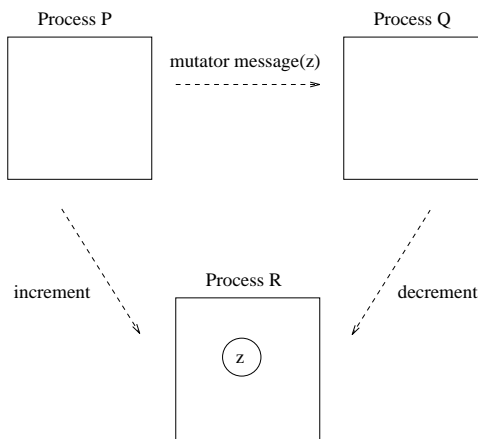 Process P
Process Q
mutator message(z)
Process R
increment
decrement
z